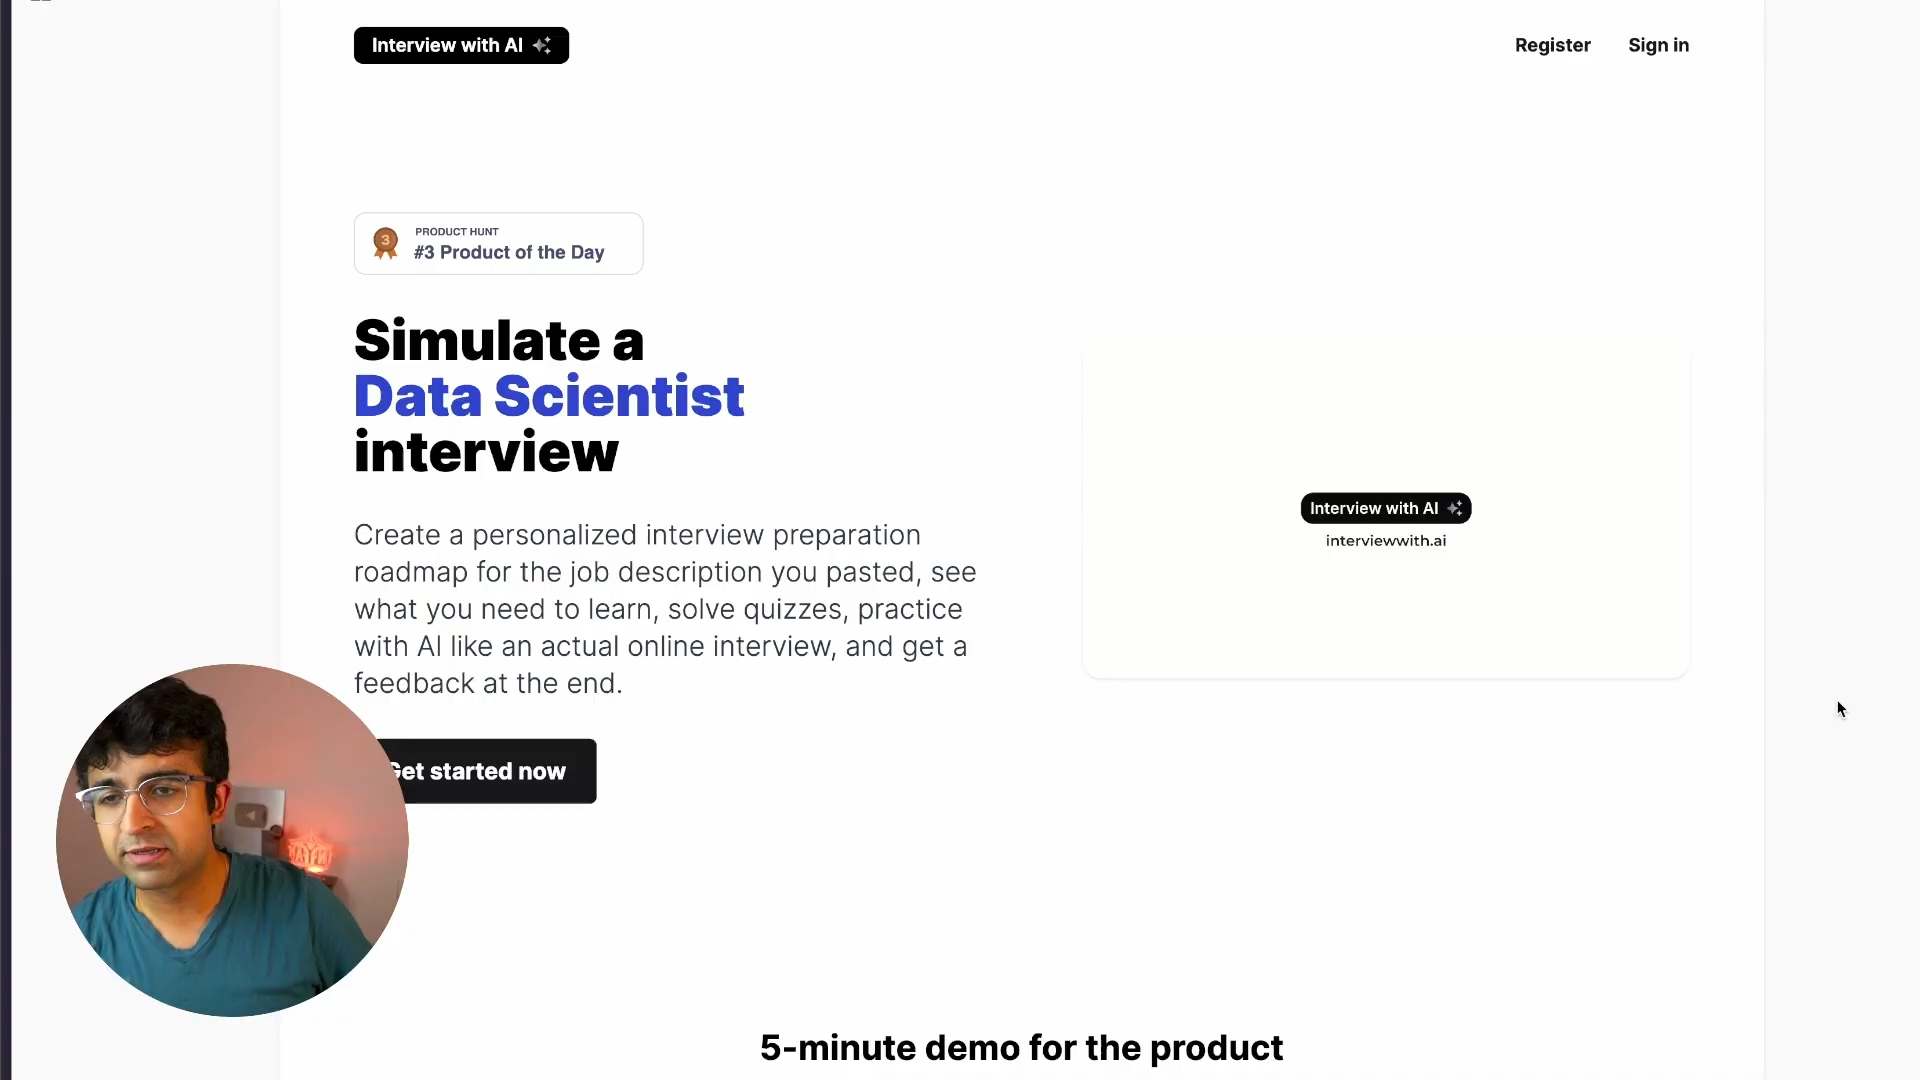 Interview with AI
Register
Sign in
PRODUCT HUNT
3
#3 Product of the Day
Simulate a
Data Scientist
interview
Create a personalized interview preparation
roadmap for the job description you pasted, see
what you need to learn, solve quizzes, practice
with AI like an actual online interview, and get a
feedback at the end.
Interview with AI
interviewwith.ai
Get started now
5-minute demo for the product